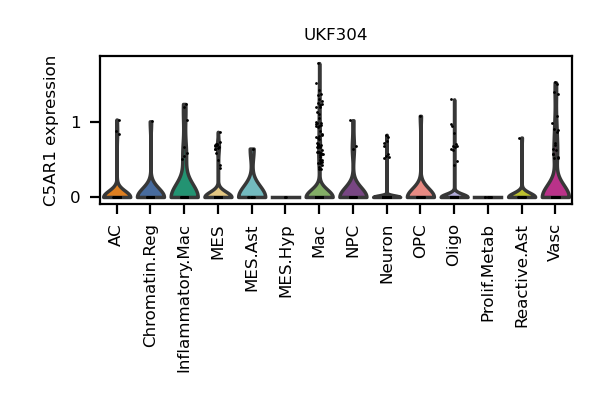 UKF304
C5AR1 expression
1
0
AC
Chromatin.Reg
Inflammatory.Mac
MES
MES.Ast
MES.Hyp
Mac
NPC
Neuron
OPC
Oligo
Prolif.Metab
Reactive.Ast
Vasc